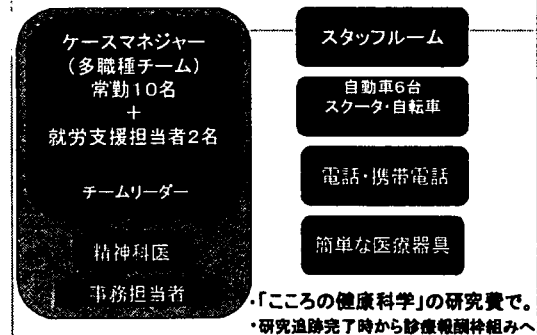 ケースマネジャー
(多職種チーム)
常勤10名
+
就労支援担当者2名
チームリーダー
精神科医
事務担当者
スタッフルーム
自動車6台
スクータ・自転車
電話・携帯電話
簡単な医療器具
・「こころの健康科学」の研究費で。
・研究追跡完了時から診療報酬枠組みへ